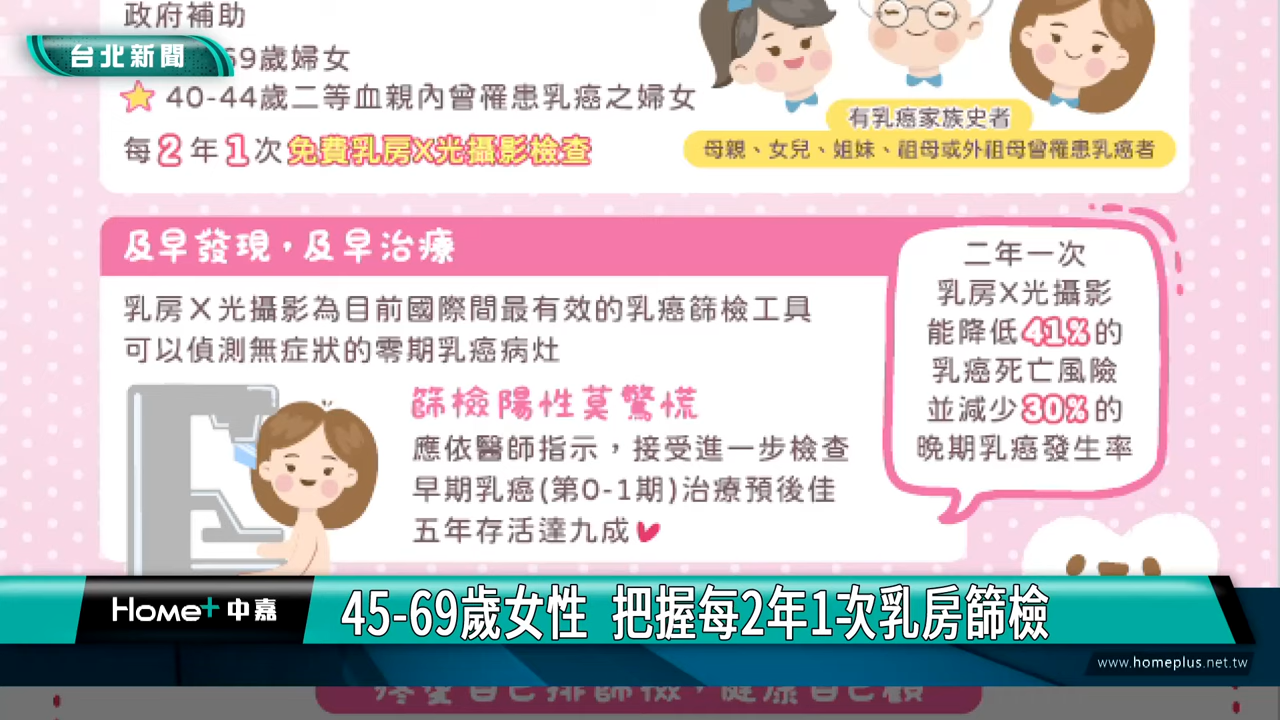 政府補助
台北新聞
69歲婦女
40-44歲二等血親內曾罹患乳癌之婦女
每2年1次免費乳房X光攝影檢查
有乳癌家族史者
母親、女兒、姐妹、祖母或外祖母曾罹患乳癌者
及早發現，及早治療
乳房X光攝影為目前國際間最有效的乳癌篩檢工具
可以偵測無症狀的零期乳癌病灶
篩檢陽性莫驚慌
應依醫師指示，接受進一步檢查
早期乳癌(第0-1期)治療預後佳
五年存活達九成
二年一次
乳房X光攝影
能降低41%的
乳癌死亡風險
並減少30%的
晚期乳癌發生率
Home+中嘉
45-69歲女性 把握每2年1次乳房篩檢
www.homeplus.net.tw